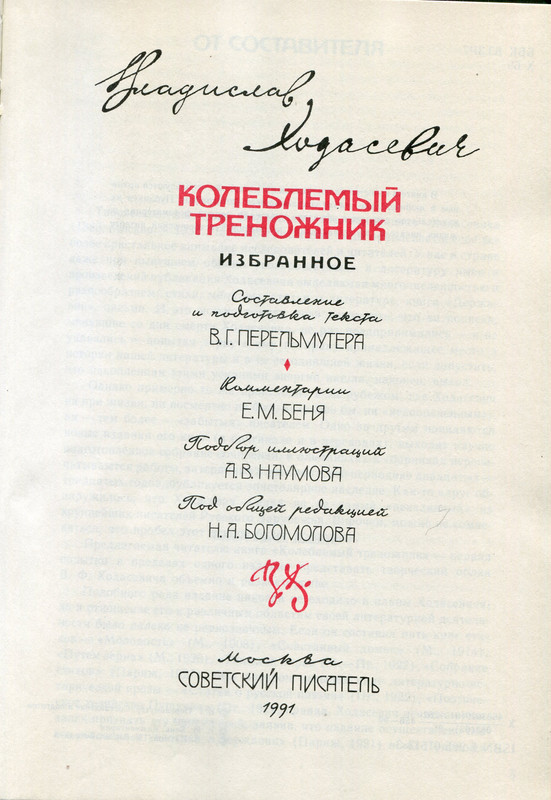 Владислав
Ходасевич
КОЛЕБЛЕМЫЙ
ТРЕНОЖНИК
ИЗБРАННОЕ
Составление
и подготовка текста
В. Г. ПЕРЕЛЬМУТЕРА
Комментарии
Е. М. БЕНЯ
Подбор иллюстраций
А. В. НАУМОВА
Под общей редакцией
Н. А. БОГОМОЛОВА
В.Х.
Москва
СОВЕТСКИЙ ПИСАТЕЛЬ
1991